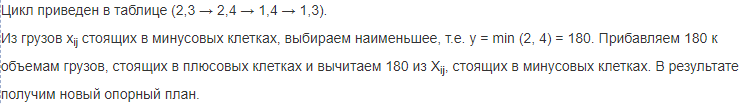 Цикл приведен в таблице (2,3 → 2,4 → 1,4 → 1,3).
Из грузов xij стоящих в минусовых клетках, выбираем наименьшее, т.е. y = min (2, 4) = 180. Прибавляем 180 к
объемам грузов, стоящих в плюсовых клетках и вычитаем 180 из Xij, стоящих в минусовых клетках. В результате
получим новый опорный план.